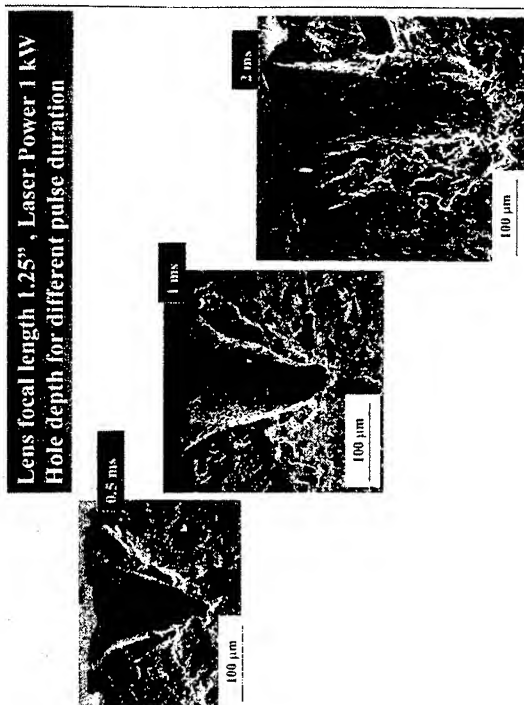 Lens focal length 1.25" , Laser Power 1 kW
Hole depth for different pulse duration
0.5 ms
100 µm
1 ms
100 µm
2 ms
100 µm